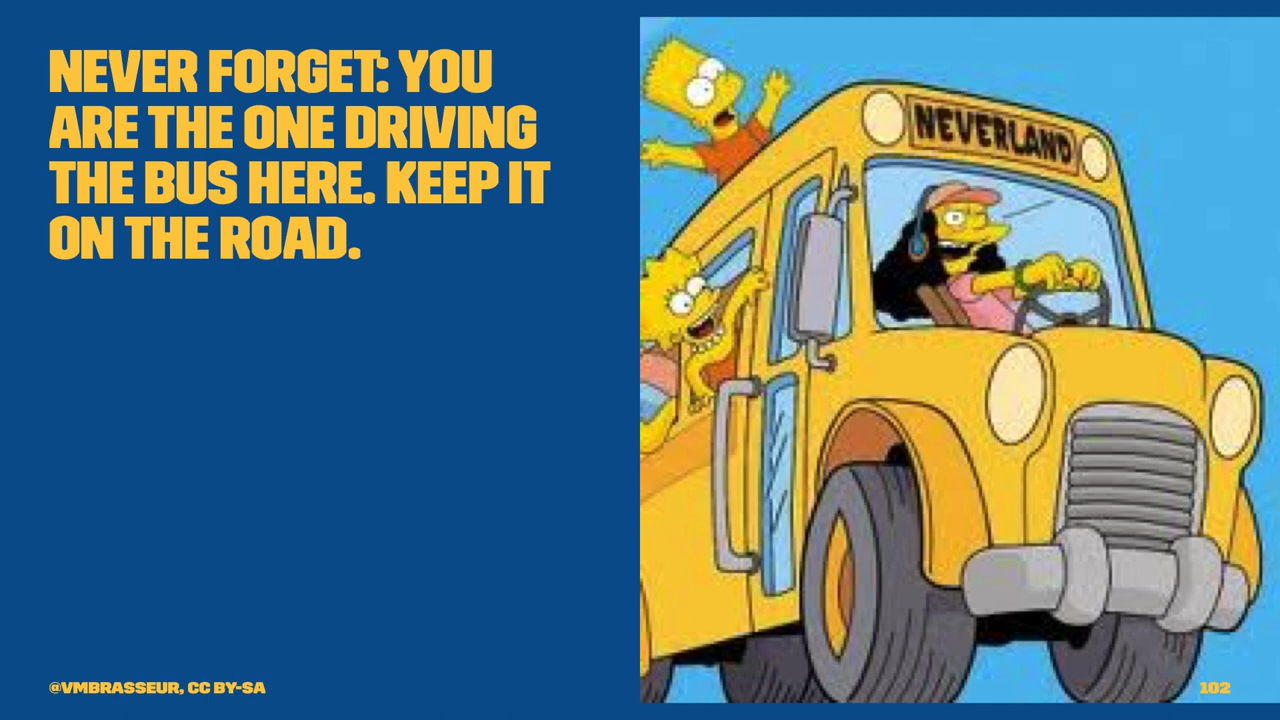 NEVER FORGET: YOU
ARE THE ONE DRIVING
THE BUS HERE. KEEP IT
ON THE ROAD.
NEVERLAND
@VMBRASSEUR, CC BY-SA
102